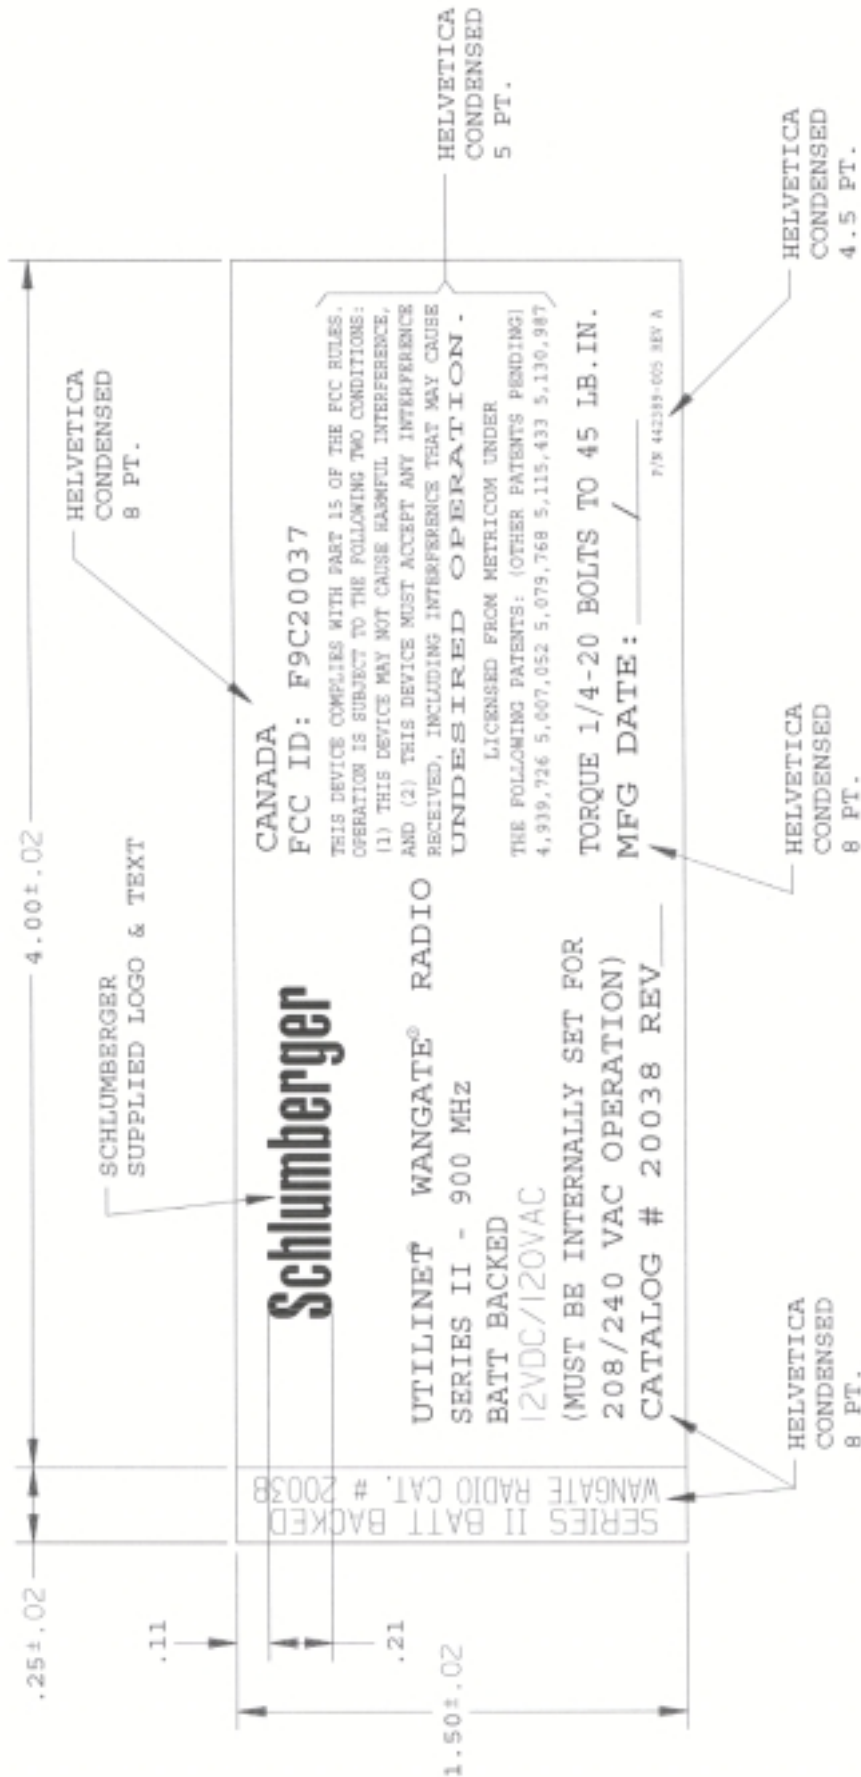 .25±.02
4.00±.02
SCHLUMBERGER
SUPPLIED LOGO & TEXT
HELVETICA
CONDENSED
8 PT.
.11
.21
1.50±.02
SERIES II BATT BACKED
WANGATE RADIO CAT. # 20038
Schlumberger
UTILINET® WANGATE® RADIO
SERIES II - 900 MHz
BATT BACKED
12VDC/120VAC
(MUST BE INTERNALLY SET FOR
208/240 VAC OPERATION)
CATALOG # 20038 REV__
CANADA
FCC ID: F9C20037
THIS DEVICE COMPLIES WITH PART 15 OF THE FCC RULES.
OPERATION IS SUBJECT TO THE FOLLOWING TWO CONDITIONS:
(1) THIS DEVICE MAY NOT CAUSE HARMFUL INTERFERENCE,
AND (2) THIS DEVICE MUST ACCEPT ANY INTERFERENCE
RECEIVED, INCLUDING INTERFERENCE THAT MAY CAUSE
UNDESIRED OPERATION.
LICENSED FROM METRICOM UNDER
THE FOLLOWING PATENTS: (OTHER PATENTS PENDING)
4,939,726 5,007,052 5,079,768 5,115,433 5,130,987
TORQUE 1/4-20 BOLTS TO 45 LB.IN.
MFG DATE: ____/____
P/N 442389-005 REV A
HELVETICA
CONDENSED
5 PT.
HELVETICA
CONDENSED
8 PT.
HELVETICA
CONDENSED
8 PT.
HELVETICA
CONDENSED
4.5 PT.